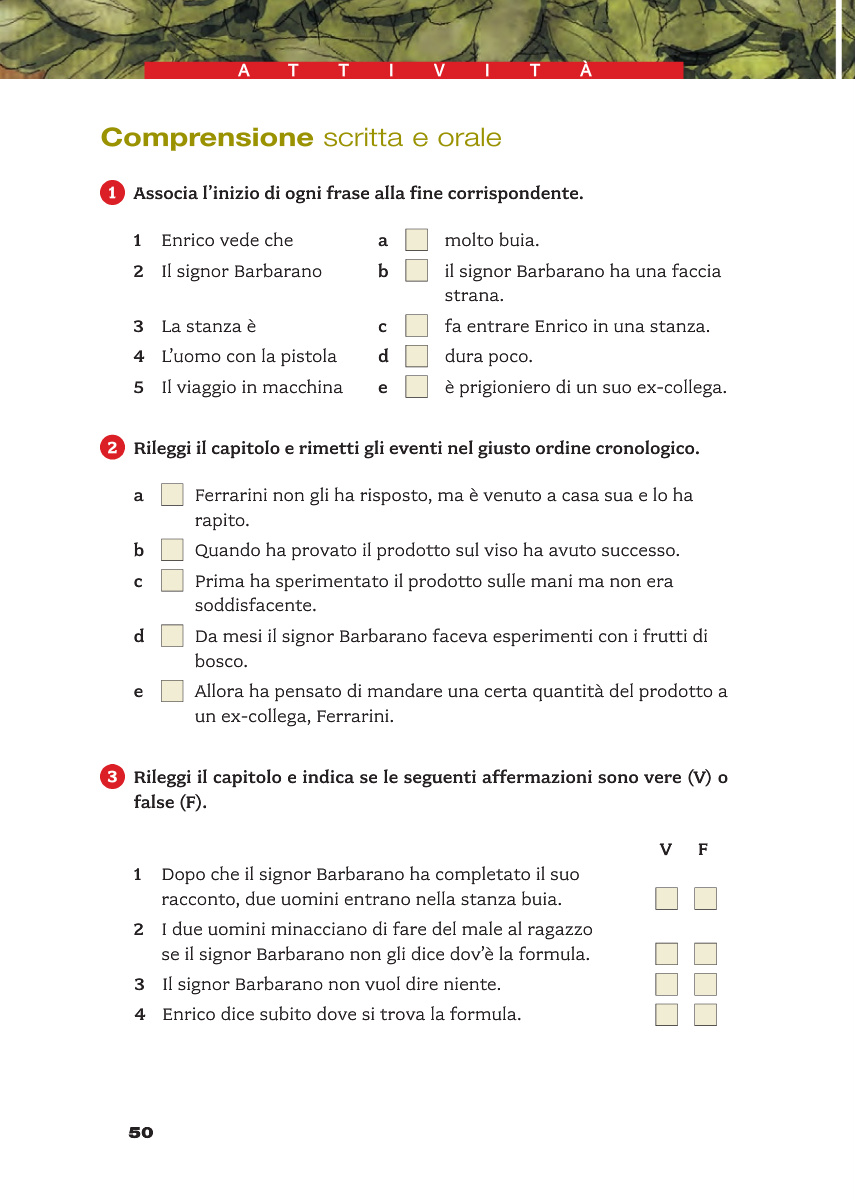 ATTIVITÀ
Comprensione scritta e orale
1 Associa l’inizio di ogni frase alla fine corrispondente.
1 Enrico vede che a molto buia.
2 Il signor Barbarano b il signor Barbarano ha una faccia
strana.
3 La stanza è c fa entrare Enrico in una stanza.
4 L’uomo con la pistola d dura poco.
5 Il viaggio in macchina e è prigioniero di un suo ex-collega.
2 Rileggi il capitolo e rimetti gli eventi nel giusto ordine cronologico.
a Ferrarini non gli ha risposto, ma è venuto a casa sua e lo ha
rapito.
b Quando ha provato il prodotto sul viso ha avuto successo.
c Prima ha sperimentato il prodotto sulle mani ma non era
soddisfacente.
d Da mesi il signor Barbarano faceva esperimenti con i frutti di
bosco.
e Allora ha pensato di mandare una certa quantità del prodotto a
un ex-collega, Ferrarini.
3 Rileggi il capitolo e indica se le seguenti affermazioni sono vere (V) o
false (F).
V F
1 Dopo che il signor Barbarano ha completato il suo
racconto, due uomini entrano nella stanza buia.
2 I due uomini minacciano di fare del male al ragazzo
se il signor Barbarano non gli dice dov’è la formula.
3 Il signor Barbarano non vuol dire niente.
4 Enrico dice subito dove si trova la formula.
50